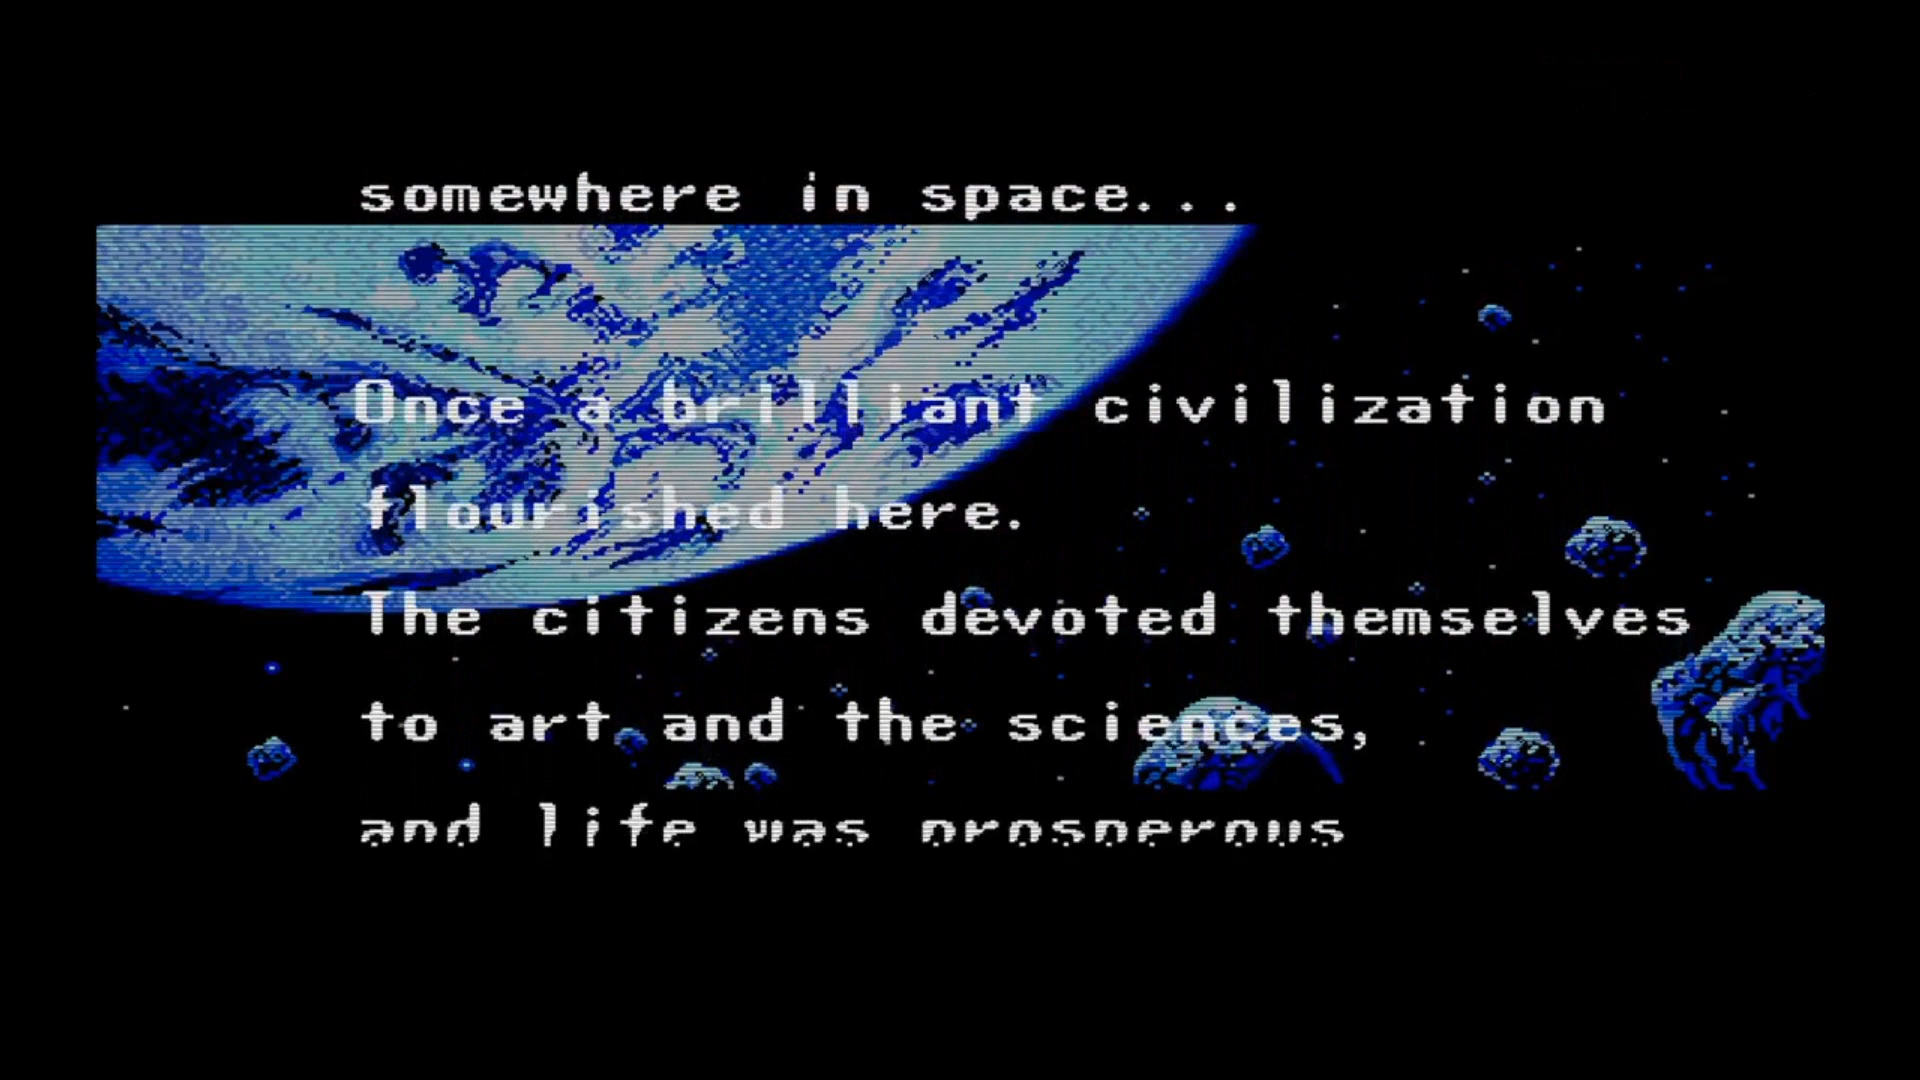 somewhere in space...
Once a brilliant civilization
flourished here.
The citizens devoted themselves
to art and the sciences,
and life was prosperous